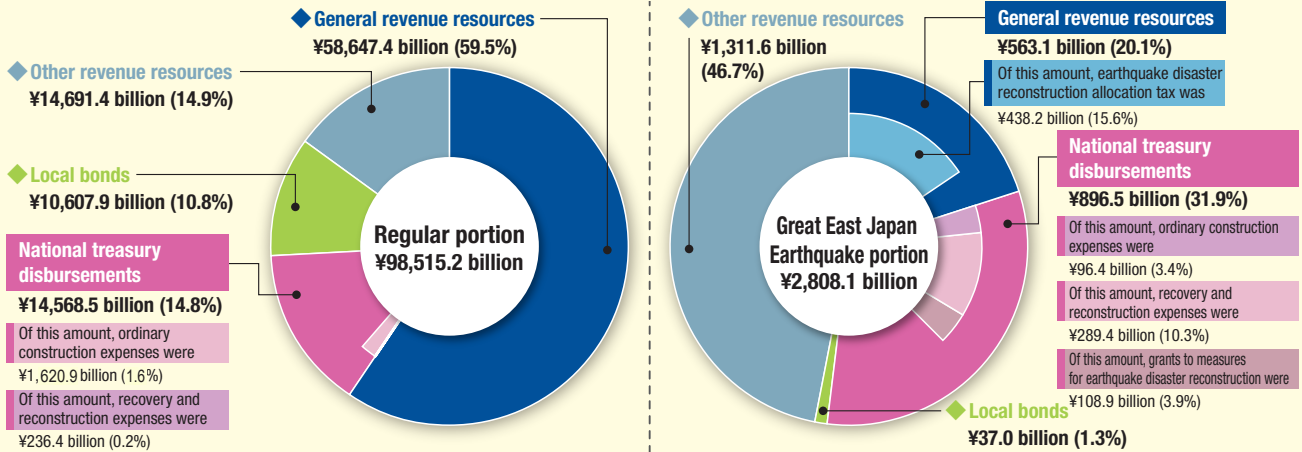 ◆General revenue resources
¥58,647.4 billion (59.5%)
◆Other revenue resources
¥14,691.4 billion (14.9%)
◆Local bonds
¥10,607.9 billion (10.8%)
National treasury
disbursements
¥14,568.5 billion (14.8%)
Of this amount, ordinary
construction expenses were
¥1,620.9 billion (1.6%)
Of this amount, recovery and
reconstruction expenses were
¥236.4 billion (0.2%)
Regular portion
¥98,515.2 billion
◆Other revenue resources
¥1,311.6 billion
(46.7%)
General revenue resources
¥563.1 billion (20.1%)
Of this amount, earthquake disaster
reconstruction allocation tax was
¥438.2 billion (15.6%)
National treasury
disbursements
¥896.5 billion (31.9%)
Of this amount, ordinary construction
expenses were
¥96.4 billion (3.4%)
Of this amount, recovery and
reconstruction expenses were
¥289.4 billion (10.3%)
Of this amount, grants to measures
for earthquake disaster reconstruction were
¥108.9 billion (3.9%)
◆Local bonds
¥37.0 billion (1.3%)
Great East Japan
Earthquake portion
¥2,808.1 billion